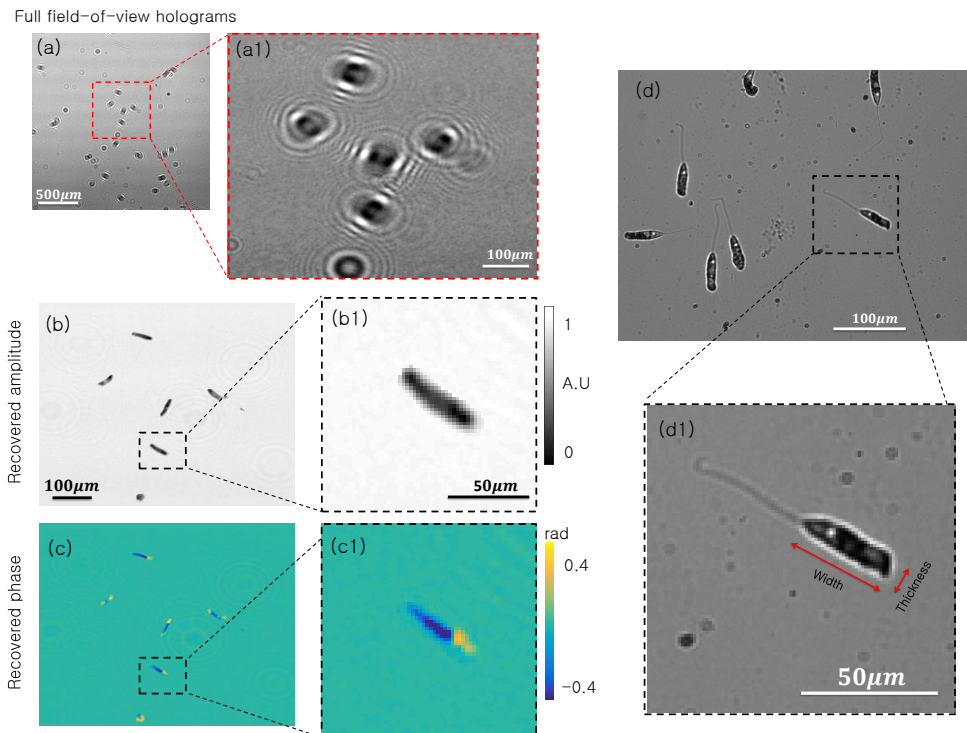 Full field-of-view holograms
(a)
500μm
(a1)
100μm
(d)
100μm
Recovered amplitude
(b)
100μm
(b1)
50μm
1
A.U
0
(d1)
Width
Thickness
50μm
Recovered phase
(c)
(c1)
rad
0.4
−0.4